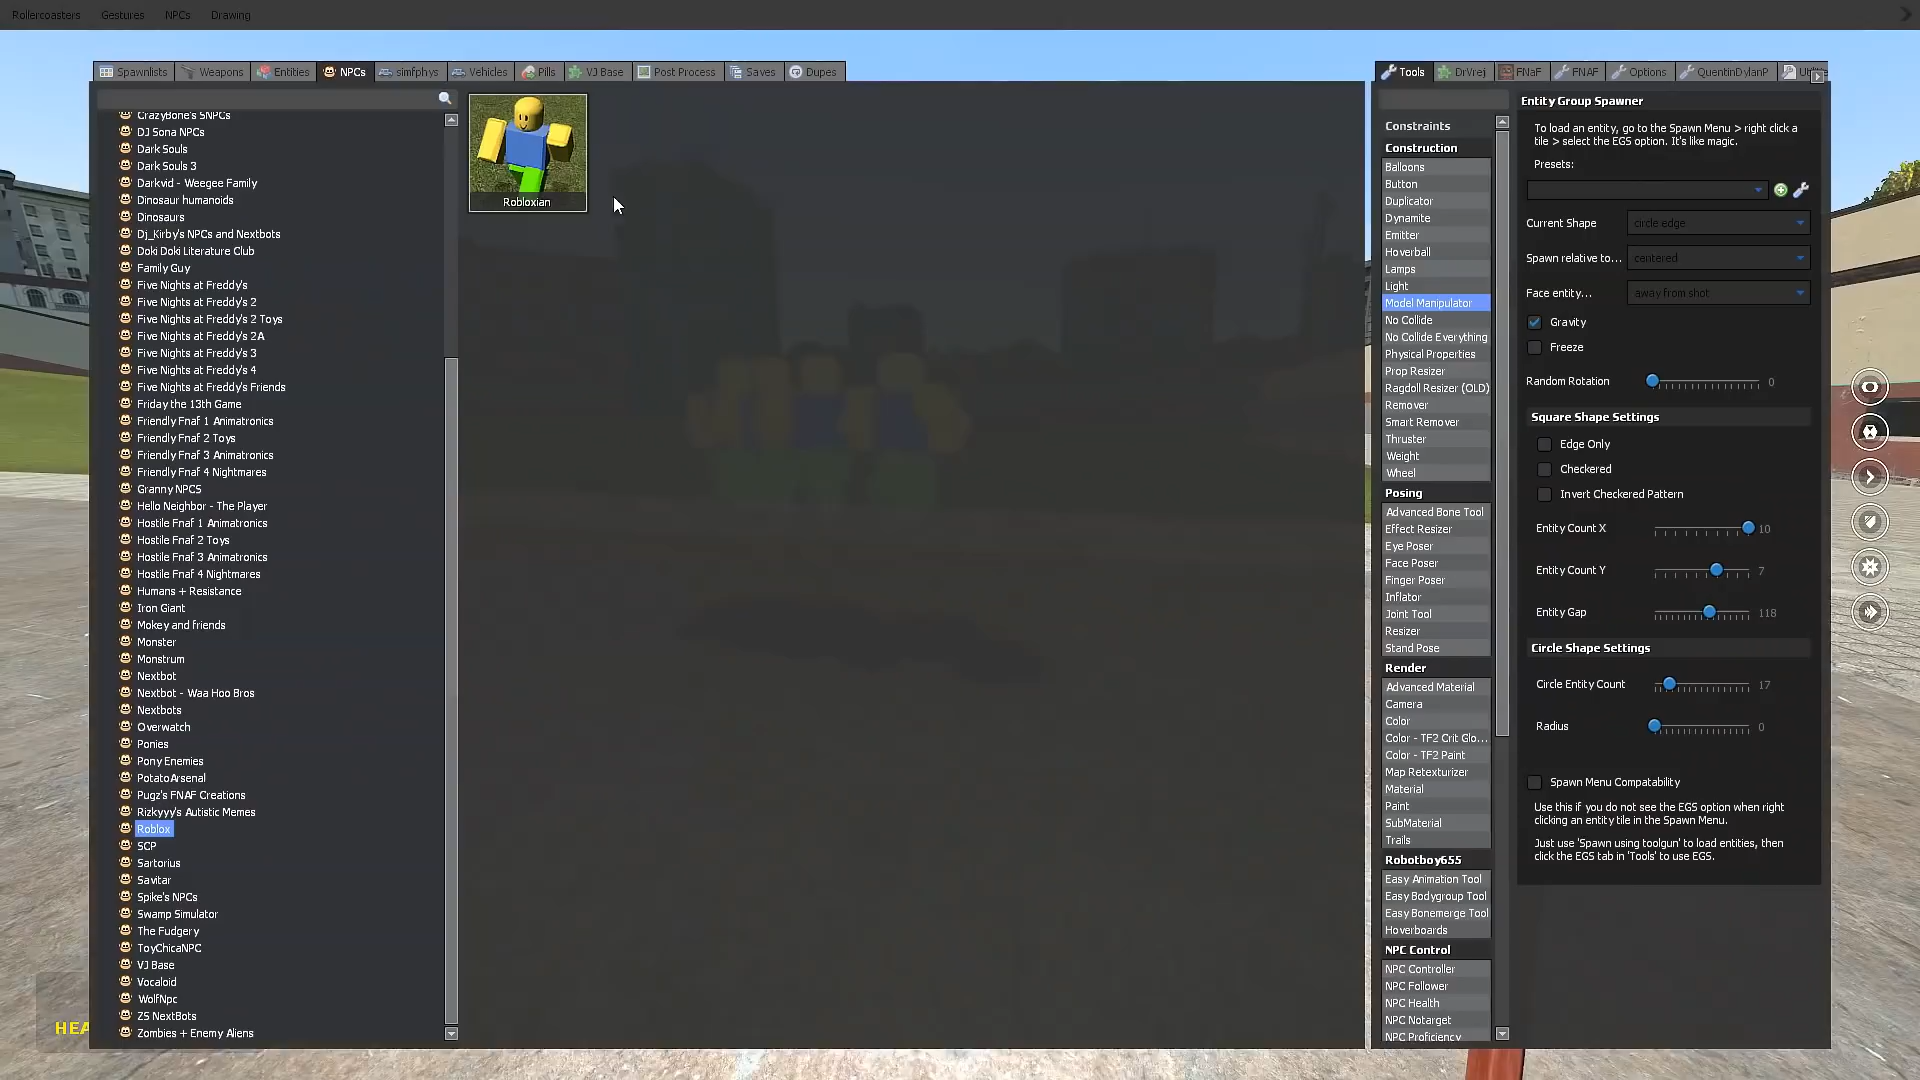 Rollercoasters Gestures NPCs Drawing
Spawnlists Weapons Entities NPCs simfphys Vehicles Pills VJ Base Post Process Saves Dupes
Tools DrVrej FNaF FNAF Options QuentinDylanP
CrazyBone's SNPCs
DJ Sona NPCs
Dark Souls
Dark Souls 3
Darkvid - Weegee Family
Dinosaur humanoids
Dinosaurs
Dj_Kirby's NPCs and Nextbots
Doki Doki Literature Club
Family Guy
Five Nights at Freddy's
Five Nights at Freddy's 2
Five Nights at Freddy's 2 Toys
Five Nights at Freddy's 2A
Five Nights at Freddy's 3
Five Nights at Freddy's 4
Five Nights at Freddy's Friends
Friday the 13th Game
Friendly Fnaf 1 Animatronics
Friendly Fnaf 2 Toys
Friendly Fnaf 3 Animatronics
Friendly Fnaf 4 Nightmares
Granny NPCS
Hello Neighbor - The Player
Hostile Fnaf 1 Animatronics
Hostile Fnaf 2 Toys
Hostile Fnaf 3 Animatronics
Hostile Fnaf 4 Nightmares
Humans + Resistance
Iron Giant
Mokey and friends
Monster
Monstrum
Nextbot
Nextbot - Waa Hoo Bros
Nextbots
Overwatch
Ponies
Pony Enemies
PotatoArsenal
Pugz's FNAF Creations
Rizkyyy's Autistic Memes
Roblox
SCP
Sartorius
Savitar
Spike's NPCs
Swamp Simulator
The Fudgery
ToyChicaNPC
VJ Base
Vocaloid
WolfNpc
ZS NextBots
Zombies + Enemy Aliens
HEA
Robloxian
Constraints
Construction
Balloons
Button
Duplicator
Dynamite
Emitter
Hoverball
Lamps
Light
Model Manipulator
No Collide
No Collide Everything
Physical Properties
Prop Resizer
Ragdoll Resizer (OLD)
Remover
Smart Remover
Thruster
Weight
Wheel
Posing
Advanced Bone Tool
Effect Resizer
Eye Poser
Face Poser
Finger Poser
Inflator
Joint Tool
Resizer
Stand Pose
Render
Advanced Material
Camera
Color
Color - TF2 Crit Glo...
Color - TF2 Paint
Map Retexturizer
Material
Paint
SubMaterial
Trails
Robotboy655
Easy Animation Tool
Easy Bodygroup Tool
Easy Bonemerge Tool
Hoverboards
NPC Control
NPC Controller
NPC Follower
NPC Health
NPC Notarget
NPC Proficiency
Entity Group Spawner
To load an entity, go to the Spawn Menu > right click a
tile > select the EGS option. It's like magic.
Presets:
Current Shape circle edge
Spawn relative to... centered
Face entity... away from shot
Gravity
Freeze
Random Rotation 0
Square Shape Settings
Edge Only
Checkered
Invert Checkered Pattern
Entity Count X 10
Entity Count Y 7
Entity Gap 118
Circle Shape Settings
Circle Entity Count 17
Radius 0
Spawn Menu Compatability
Use this if you do not see the EGS option when right
clicking an entity tile in the Spawn Menu.
Just use 'Spawn using toolgun' to load entities, then
click the EGS tab in 'Tools' to use EGS.